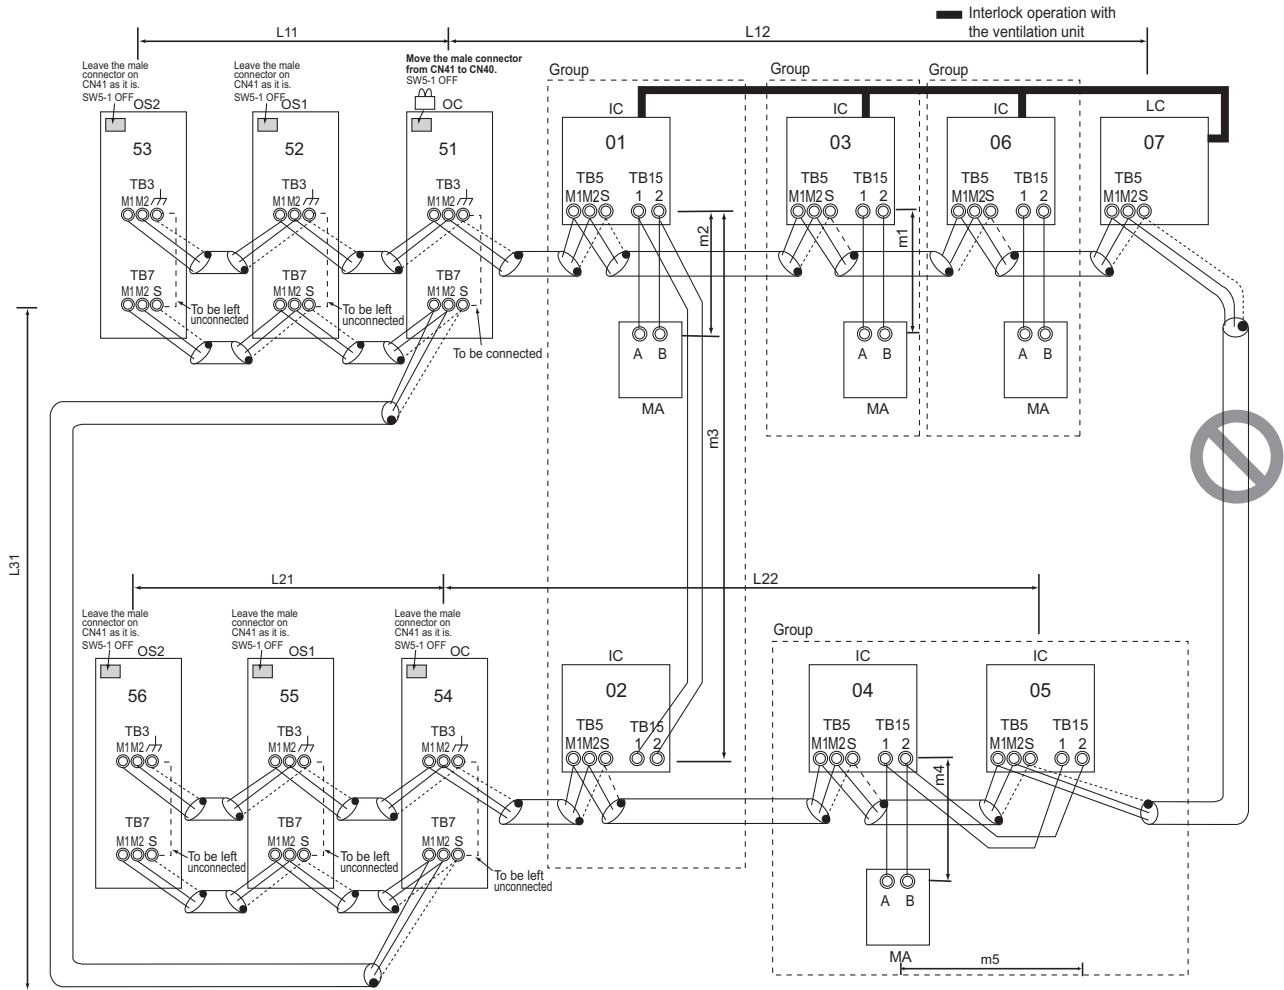 Interlock operation with
the ventilation unit
L11
L12
Leave the male
connector on
CN41 as it is.
SW5-1 OFF
OS2
Leave the male
connector on
CN41 as it is.
SW5-1 OFF
OS1
Move the male connector
from CN41 to CN40.
SW5-1 OFF
OC
Group
Group
Group
IC
IC
IC
LC
53
52
51
01
03
06
07
TB3
TB3
TB3
TB5
TB15
TB5
TB15
TB5
TB15
TB5
M1M2
M1M2
M1M2
M1M2S
1
2
M1M2S
1
2
M1M2S
1
2
M1M2S
m2
m1
TB7
TB7
TB7
M1M2 S
M1M2 S
M1M2 S
To be left
unconnected
To be left
unconnected
To be connected
A B
A B
A B
MA
MA
MA
m3
L31
L21
L22
Leave the male
connector on
CN41 as it is.
SW5-1 OFF
OS2
Leave the male
connector on
CN41 as it is.
SW5-1 OFF
OS1
Leave the male
connector on
CN41 as it is.
SW5-1 OFF
OC
Group
IC
IC
IC
56
55
54
02
04
05
TB3
TB3
TB3
TB5
TB15
TB5
TB15
TB5
TB15
M1M2
M1M2
M1M2
M1M2S
1
2
M1M2S
1
2
M1M2S
1
2
m4
TB7
TB7
TB7
M1M2 S
M1M2 S
M1M2 S
To be left
unconnected
To be left
unconnected
To be left
unconnected
A B
MA
m5